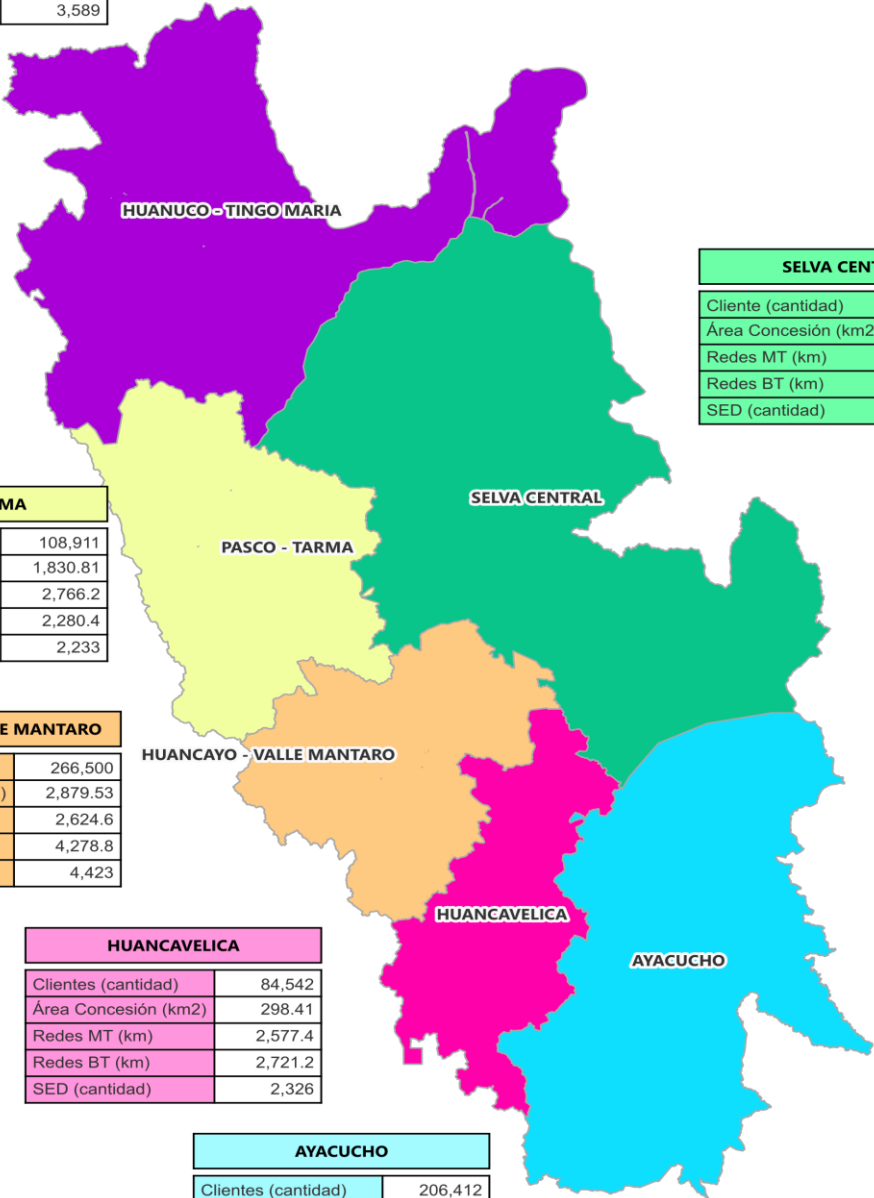 3,589
HUANUCO - TINGO MARIA
SELVA CENT
Cliente (cantidad)
Área Concesión (km2
Redes MT (km)
Redes BT (km)
SED (cantidad)
SELVA CENTRAL
MA
108,911
1,830.81
2,766.2
2,280.4
2,233
PASCO - TARMA
E MANTARO
266,500
) 2,879.53
2,624.6
4,278.8
4,423
HUANCAYO - VALLE MANTARO
HUANCAVELICA
HUANCAVELICA
Clientes (cantidad) 84,542
Área Concesión (km2) 298.41
Redes MT (km) 2,577.4
Redes BT (km) 2,721.2
SED (cantidad) 2,326
AYACUCHO
AYACUCHO
Clientes (cantidad) 206,412